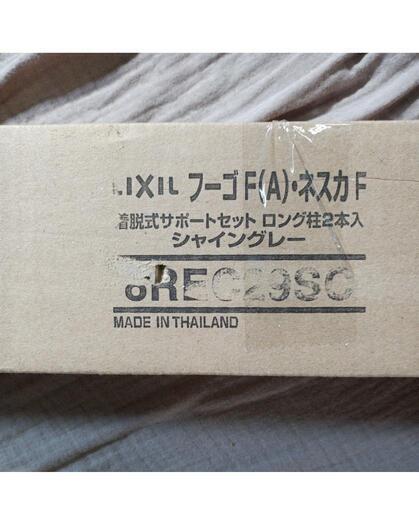 LIXIL フーゴF(A)・ネスカF
着脱式サポートセット ロング柱2本入
シャイングレー
8REC29SC
MADE IN THAILAND